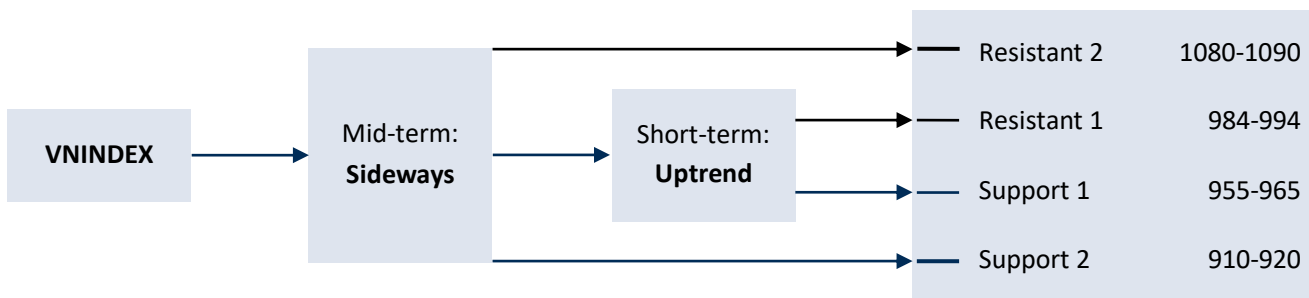 VNINDEX
Mid-term:
Sideways
Short-term:
Uptrend
Resistant 2 1080-1090
Resistant 1 984-994
Support 1 955-965
Support 2 910-920